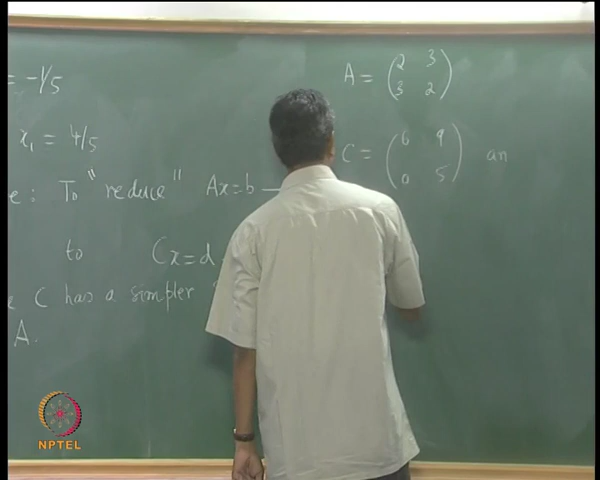 = -1/5
x₁ = 4/5
e: To "reduce" Ax=b —
to Cx=d
e C has a simpler
A.
A = (2 3
3 2)
C = (6 9
0 5) an
NPTEL